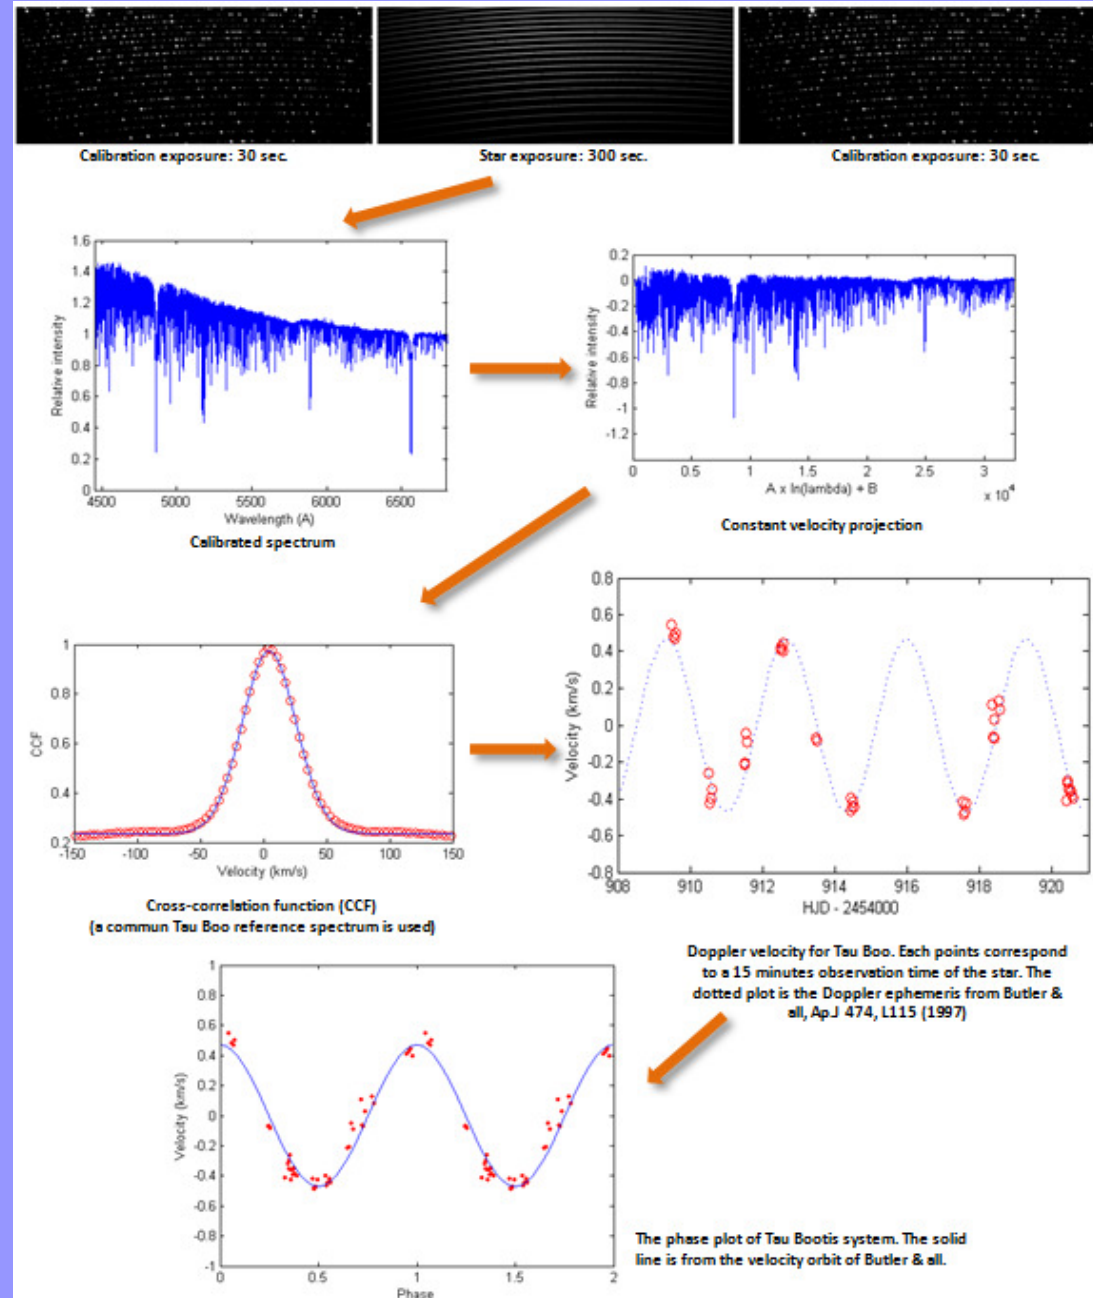 Calibration exposure: 30 sec.
Star exposure: 300 sec.
Calibration exposure: 30 sec.
1.6
1.4
1.2
1
0.8
0.6
0.4
0.2
0
Relative intensity
4500 5000 5500 6000 6500
Wavelength (A)
Calibrated spectrum
0.2
0
-0.2
-0.4
-0.6
-0.8
-1
-1.2
Relative intensity
0 0.5 1 1.5 2 2.5 3
x 10⁴
A x ln(lambda) + B
Constant velocity projection
1
0.8
0.6
0.4
0.2
CCF
-150 -100 -50 0 50 100 150
Velocity (km/s)
Cross-correlation function (CCF)
(a commun Tau Boo reference spectrum is used)
0.8
0.6
0.4
0.2
0
-0.2
-0.4
-0.6
-0.8
Velocity (km/s)
908 910 912 914 916 918 920
HJD - 2454000
Doppler velocity for Tau Boo. Each points correspond
to a 15 minutes observation time of the star. The
dotted plot is the Doppler ephemeris from Butler &
all, Ap.J 474, L115 (1997)
1
0.8
0.6
0.4
0.2
0
-0.2
-0.4
-0.6
-0.8
-1
Velocity (km/s)
0 0.5 1 1.5 2
Phase
The phase plot of Tau Bootis system. The solid
line is from the velocity orbit of Butler & all.